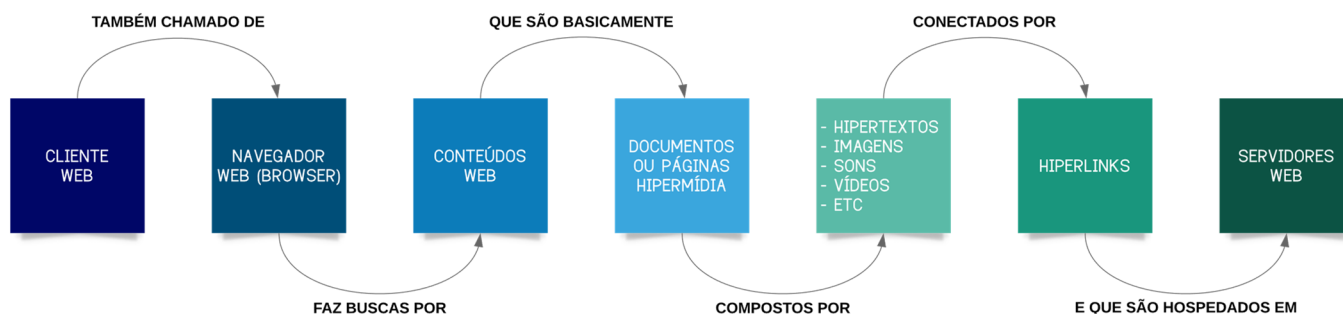 TAMBÉM CHAMADO DE
QUE SÃO BASICAMENTE
CONECTADOS POR
CLIENTE
WEB
NAVEGADOR
WEB (BROWSER)
CONTEÚDOS
WEB
DOCUMENTOS
OU PÁGINAS
HIPERMÍDIA
- HIPERTEXTOS
- IMAGENS
- SONS
- VÍDEOS
- ETC
HIPERLINKS
SERVIDORES
WEB
FAZ BUSCAS POR
COMPOSTOS POR
E QUE SÃO HOSPEDADOS EM